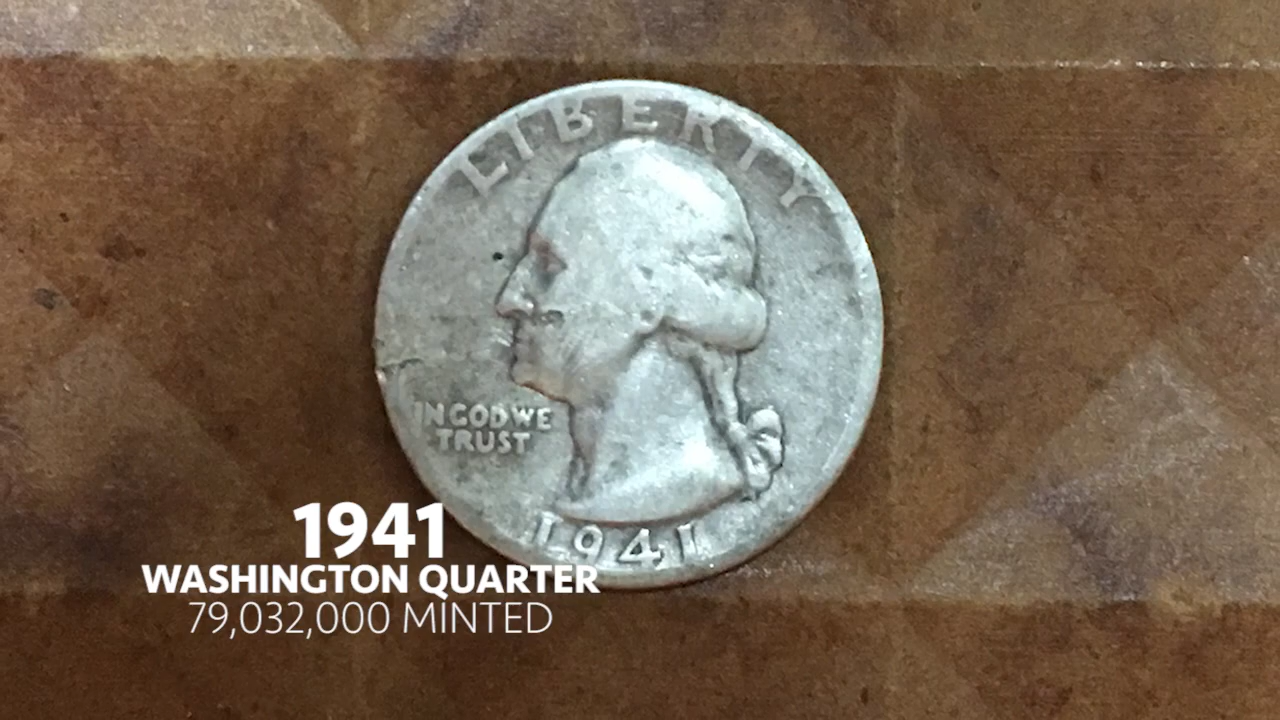 LIBERTY
IN GOD WE
TRUST
1941
1941
WASHINGTON QUARTER
79,032,000 MINTED